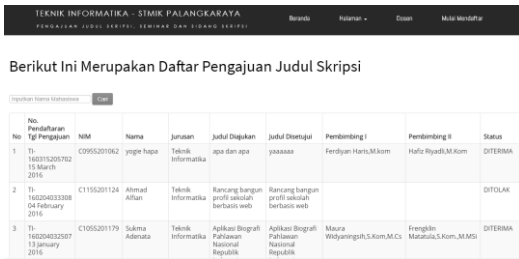 TEKNIK INFORMATIKA - STMIK PALANGKARAYA
PENGAJUAN JUDUL SKRIPSI, SEMINAR DAN SIDANG SKRIPSI
Beranda Halaman Dosen Mulai Mendaftar
Berikut Ini Merupakan Daftar Pengajuan Judul Skripsi
Inputkan Nama Mahasiswa Cari
No No. Pendaftaran Tgl Pengajuan NIM Nama Jurusan Judul Diajukan Judul Disetujui Pembimbing I Pembimbing II Status
1 TI-160315205702 15 March 2016 C0955201062 yogie hapa Teknik Informatika apa dan apa yaaaaaa Ferdiyan Haris,M.kom Hafiz Riyadli,M.Kom DITERIMA
2 TI-160204033308 04 February 2016 C1155201124 Ahmad Alfian Teknik Informatika Rancang bangun profil sekolah berbasis web Rancang bangun profil sekolah berbasis web DITOLAK
3 TI-160204032507 13 January 2016 C1055201179 Sukma Adenata Teknik Informatika Aplikasi Biografi Pahlawan Nasional Republik Aplikasi Biografi Pahlawan Nasional Republik Maura Widyaningsih,S.Kom,M.Cs Frengklin Matatula,S.Kom.,M.MSi DITERIMA